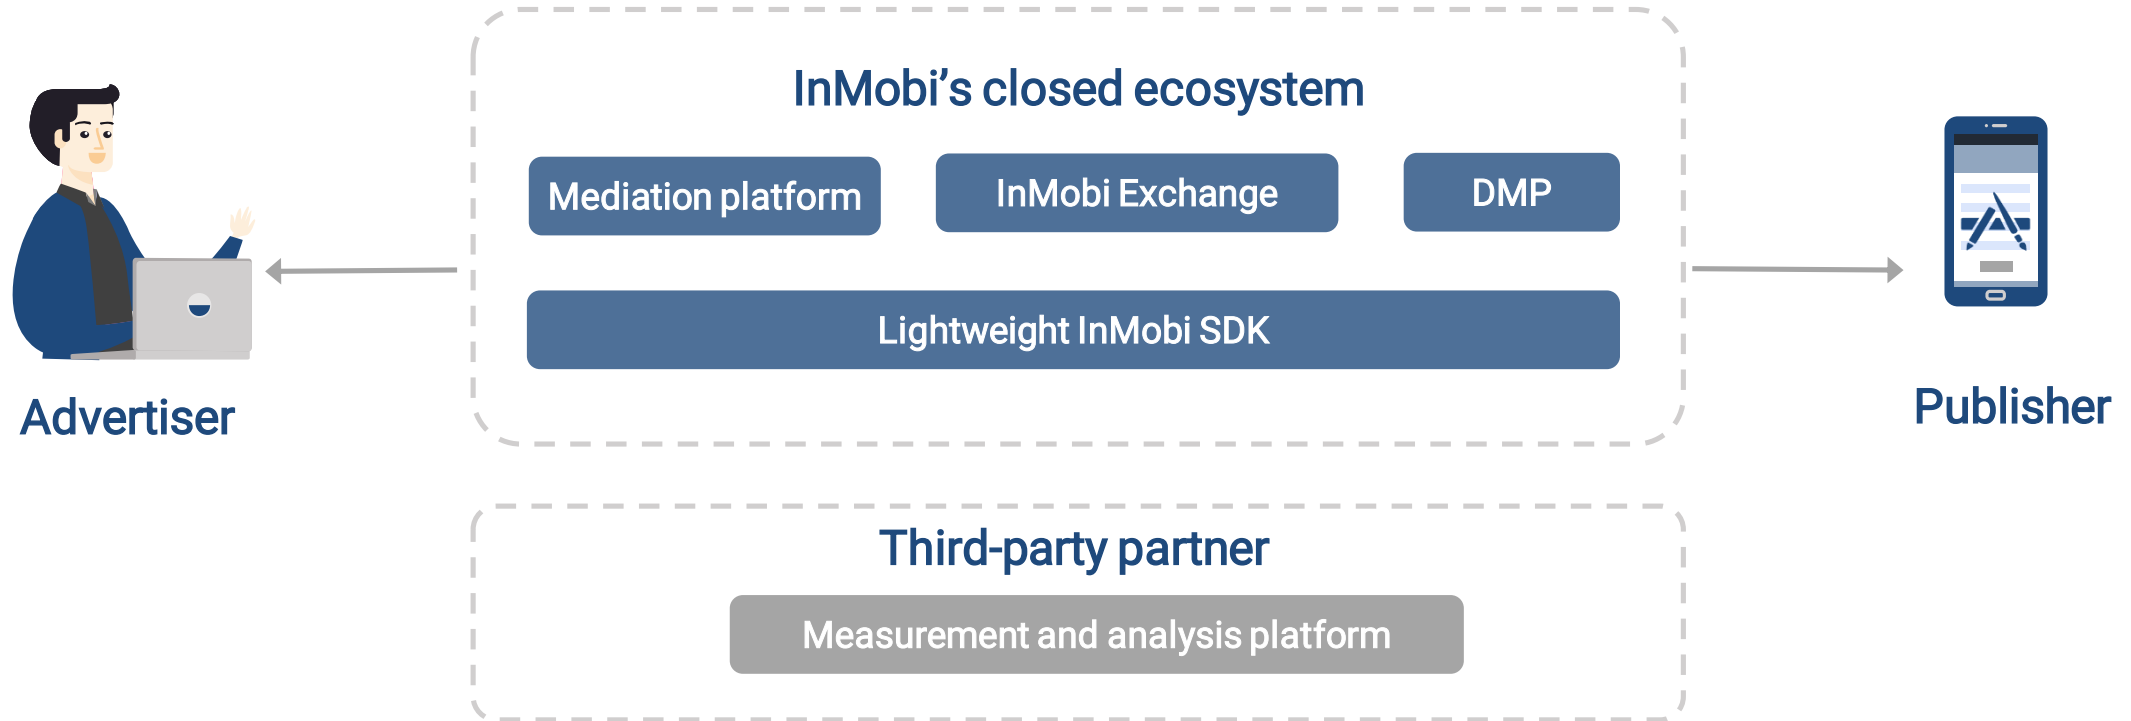 InMobi’s closed ecosystem
Mediation platform
InMobi Exchange
DMP
Lightweight InMobi SDK
Advertiser
Publisher
Third-party partner
Measurement and analysis platform